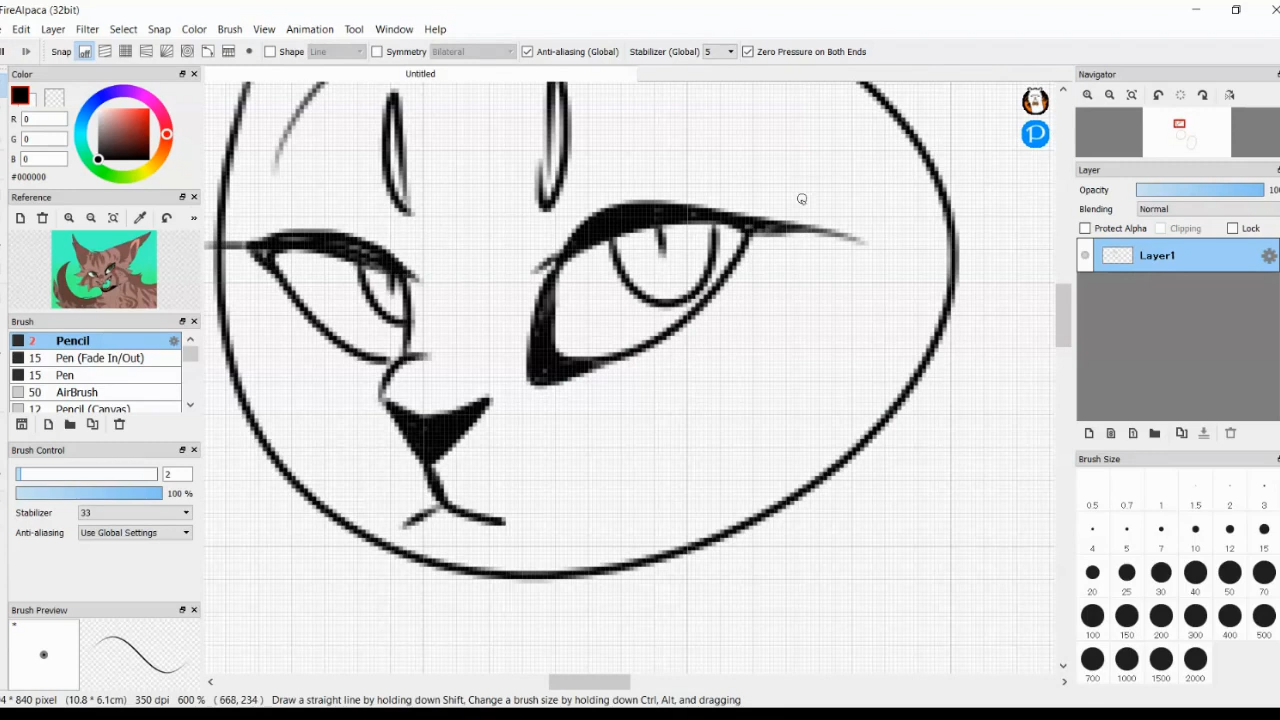 FireAlpaca (32bit)
Edit Layer Filter Select Snap Color Brush View Animation Tool Window Help
Snap Shape Line Symmetry Bilateral Anti-aliasing (Global) Stabilizer (Global) 5 Zero Pressure on Both Ends
Color
Untitled
Navigator
R 0
G 0
B 0
#000000
Reference
Layer
Opacity
Blending Normal
Protect Alpha Clipping Lock
Layer1
Brush
2 Pencil
15 Pen (Fade In/Out)
15 Pen
50 AirBrush
12 Pencil (Canvas)
Brush Control
2
100 %
Stabilizer 33
Anti-aliasing Use Global Settings
Brush Preview
Brush Size
0.5 0.7 1 1.5 2 3
4 5 7 10 12 15
20 25 30 40 50 70
100 150 200 300 400 500
700 1000 1500 2000
* 840 pixel (10.8 * 6.1cm) 350 dpi 600 % ( 668, 234 ) Draw a straight line by holding down Shift, Change a brush size by holding down Ctrl, Alt, and dragging